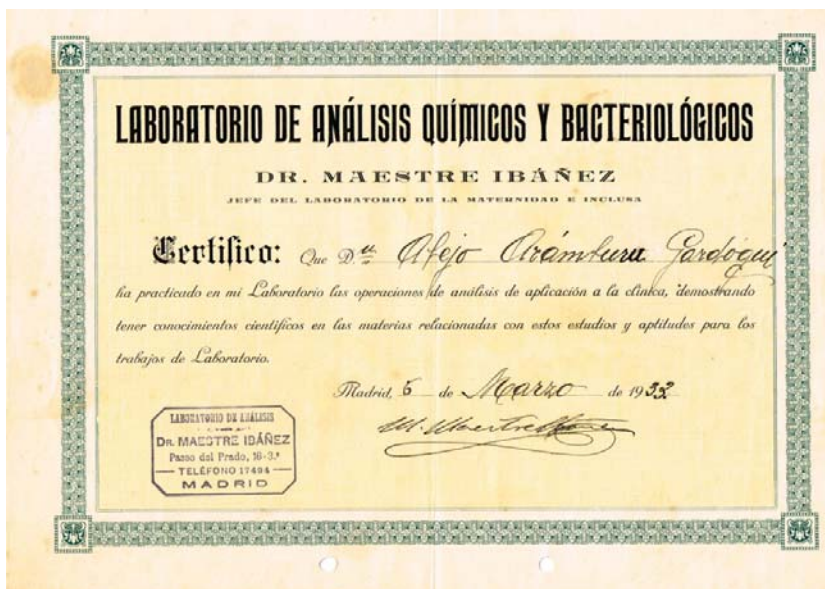 LABORATORIO DE ANÁLISIS QUÍMICOS Y BACTERIOLÓGICOS
DR. MAESTRE IBÁÑEZ
JEFE DEL LABORATORIO DE LA MATERNIDAD E INCLUSA
Certifico: Que D.n Alejo Arámburu Gardoqui
ha practicado en mi Laboratorio las operaciones de análisis de aplicación a la clínica, demostrando
tener conocimientos científicos en las materias relacionadas con estos estudios y aptitudes para los
trabajos de Laboratorio.
Madrid, 6 de Marzo de 1933
M. Maestre Ibáñez
LABORATORIO DE ANÁLISIS
DR. MAESTRE IBÁÑEZ
Paseo del Prado, 16-3.º
TELÉFONO 17494
MADRID